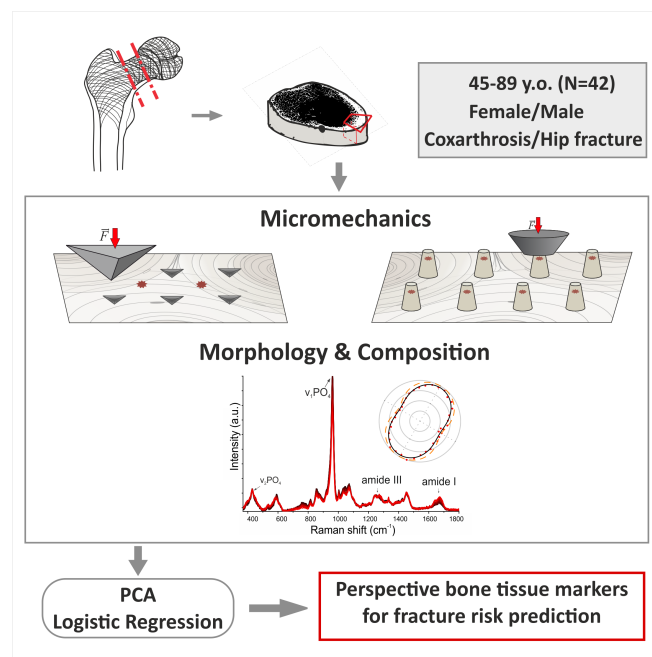 45-89 y.o. (N=42)
Female/Male
Coxarthrosis/Hip fracture
Micromechanics
F
F
Morphology & Composition
ν₁PO₄
ν₂PO₄
amide III
amide I
Intensity (a.u.)
400 600 800 1000 1200 1400 1600 1800
Raman shift (cm⁻¹)
PCA
Logistic Regression
Perspective bone tissue markers
for fracture risk prediction